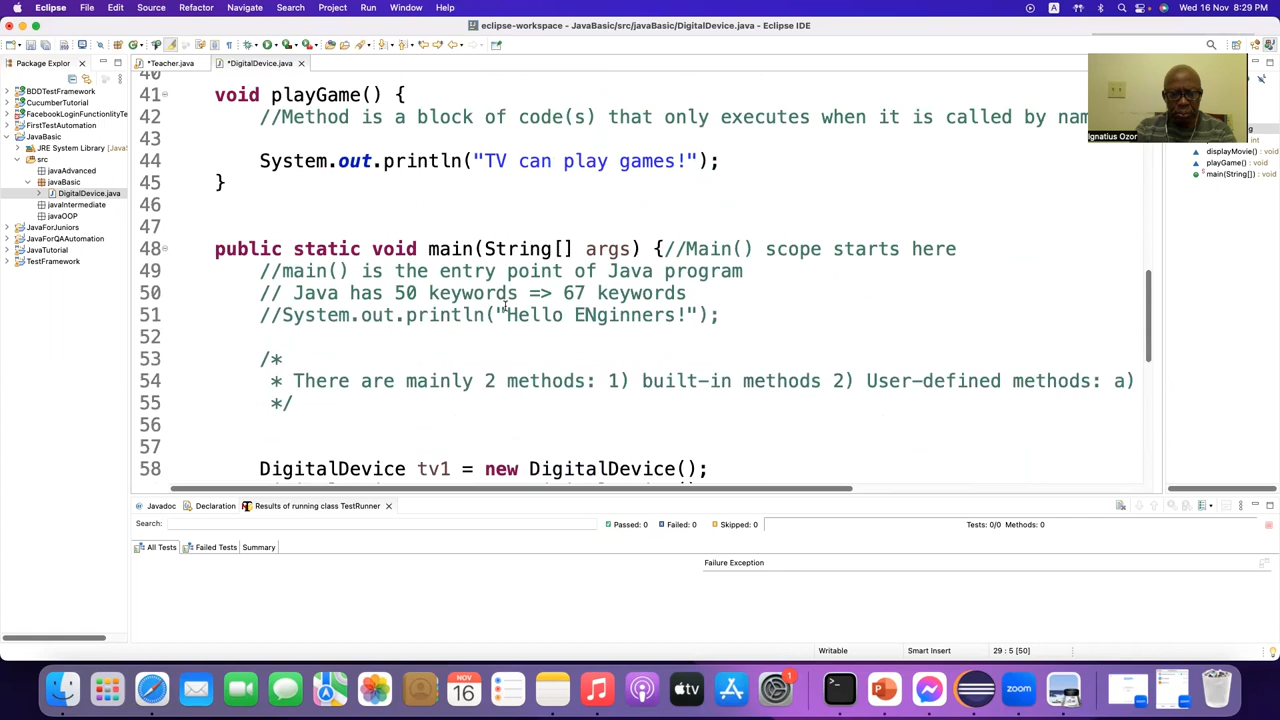 Eclipse File Edit Source Refactor Navigate Search Project Run Window Help Wed 16 Nov 8:29 PM
eclipse-workspace - JavaBasic/src/javaBasic/DigitalDevice.java - Eclipse IDE
Package Explor
*Teacher.java
*DigitalDevice.java
BDDTestFramework
CucumberTutorial
FacebookLoginFunctionlityTe
FirstTestAutomation
JavaBasic
JRE System Library [Java
src
javaAdvanced
javaBasic
DigitalDevice.java
javaIntermediate
javaOOP
JavaForJuniors
JavaForQAAutomation
JavaTutorial
TestFramework
40
41 void playGame() {
42 //Method is a block of code(s) that only executes when it is called by nam
43
44 System.out.println("TV can play games!");
45 }
46
47
48 public static void main(String[] args) {//Main() scope starts here
49 //main() is the entry point of Java program
50 // Java has 50 keywords => 67 keywords
51 //System.out.println("Hello ENginners!");
52
53 /*
54 * There are mainly 2 methods: 1) built-in methods 2) User-defined methods: a)
55 */
56
57
58 DigitalDevice tv1 = new DigitalDevice();
Ignatius Ozor
int
displayMovie() : void
playGame() : void
main(String[]) : void
Javadoc Declaration Results of running class TestRunner
Search: Passed: 0 Failed: 0 Skipped: 0 Tests: 0/0 Methods: 0
All Tests Failed Tests Summary
Failure Exception
Writable Smart Insert 29 : 5 [50]
NOV
16
tv
1
zoom